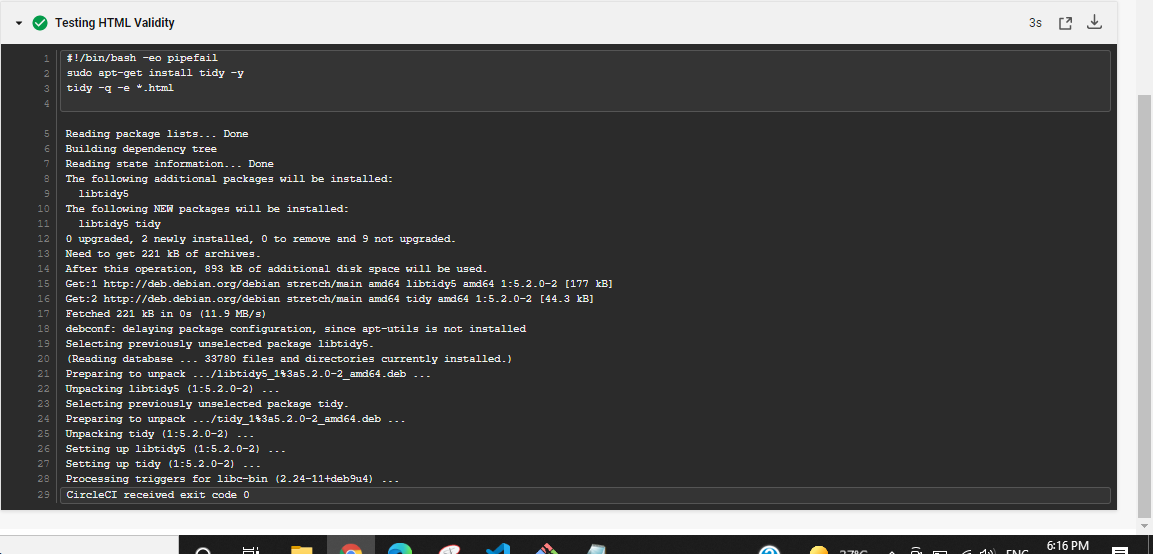 Testing HTML Validity
3s
1 #!/bin/bash -eo pipefail
2 sudo apt-get install tidy -y
3 tidy -q -e *.html
4
5 Reading package lists... Done
6 Building dependency tree
7 Reading state information... Done
8 The following additional packages will be installed:
9 libtidy5
10 The following NEW packages will be installed:
11 libtidy5 tidy
12 0 upgraded, 2 newly installed, 0 to remove and 9 not upgraded.
13 Need to get 221 kB of archives.
14 After this operation, 893 kB of additional disk space will be used.
15 Get:1 http://deb.debian.org/debian stretch/main amd64 libtidy5 amd64 1:5.2.0-2 [177 kB]
16 Get:2 http://deb.debian.org/debian stretch/main amd64 tidy amd64 1:5.2.0-2 [44.3 kB]
17 Fetched 221 kB in 0s (11.9 MB/s)
18 debconf: delaying package configuration, since apt-utils is not installed
19 Selecting previously unselected package libtidy5.
20 (Reading database ... 33780 files and directories currently installed.)
21 Preparing to unpack .../libtidy5_1%3a5.2.0-2_amd64.deb ...
22 Unpacking libtidy5 (1:5.2.0-2) ...
23 Selecting previously unselected package tidy.
24 Preparing to unpack .../tidy_1%3a5.2.0-2_amd64.deb ...
25 Unpacking tidy (1:5.2.0-2) ...
26 Setting up libtidy5 (1:5.2.0-2) ...
27 Setting up tidy (1:5.2.0-2) ...
28 Processing triggers for libc-bin (2.24-11+deb9u4) ...
29 CircleCI received exit code 0
6:16 PM